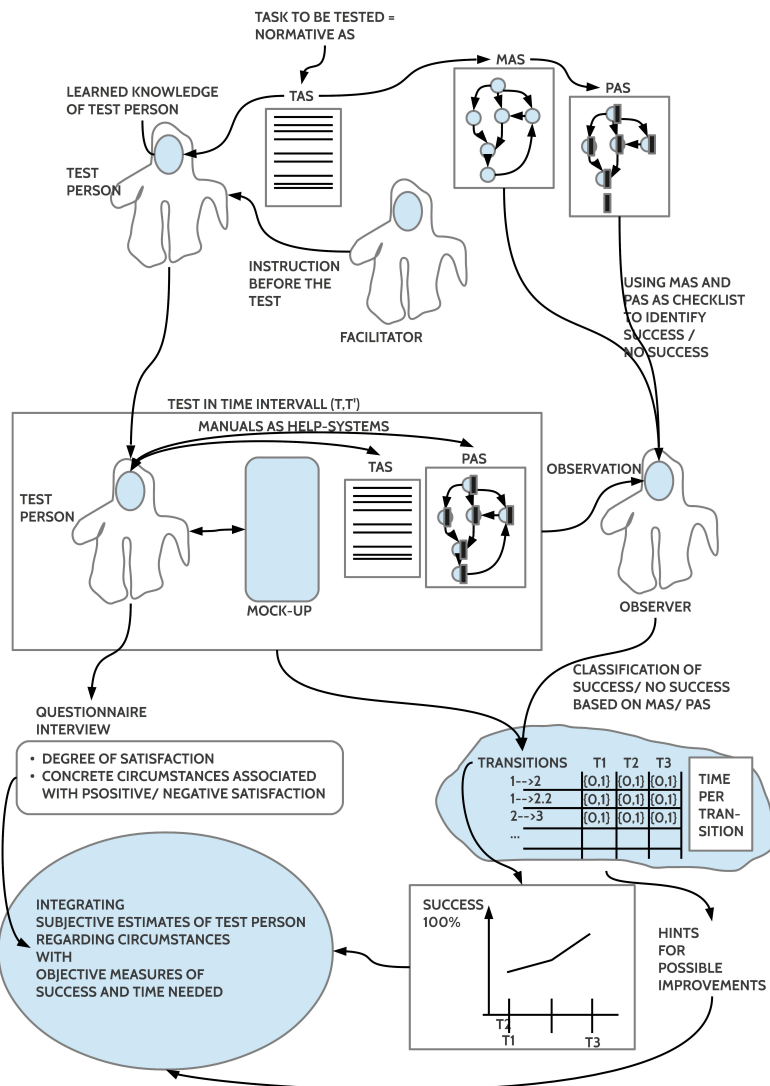 TASK TO BE TESTED =
NORMATIVE AS
MAS
PAS
LEARNED KNOWLEDGE
OF TEST PERSON
TAS
TEST
PERSON
INSTRUCTION
BEFORE THE
TEST
FACILITATOR
USING MAS AND
PAS AS CHECKLIST
TO IDENTIFY
SUCCESS /
NO SUCCESS
TEST IN TIME INTERVALL (T,T')
MANUALS AS HELP-SYSTEMS
TAS
PAS
OBSERVATION
TEST
PERSON
MOCK-UP
OBSERVER
CLASSIFICATION OF
SUCCESS/ NO SUCCESS
BASED ON MAS/ PAS
QUESTIONNAIRE
INTERVIEW
• DEGREE OF SATISFACTION
• CONCRETE CIRCUMSTANCES ASSOCIATED
WITH PSOSITIVE/ NEGATIVE SATISFACTION
TRANSITIONS T1 T2 T3
1-->2 {0,1} {0,1} {0,1}
1-->2.2 {0,1} {0,1} {0,1}
2-->3 {0,1} {0,1} {0,1}
...
TIME
PER
TRAN-
SITION
INTEGRATING
SUBJECTIVE ESTIMATES OF TEST PERSON
REGARDING CIRCUMSTANCES
WITH
OBJECTIVE MEASURES OF
SUCCESS AND TIME NEEDED
SUCCESS
100%
T2
T1
T3
HINTS
FOR
POSSIBLE
IMPROVEMENTS